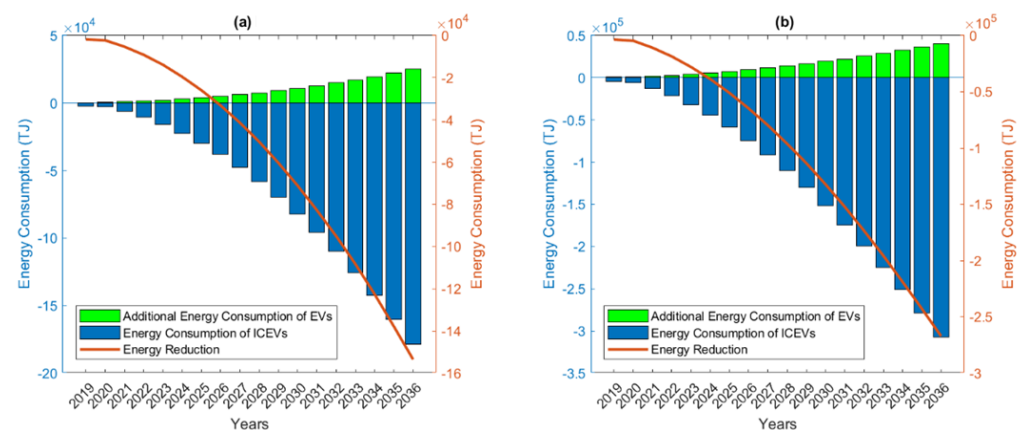 (a)
×10⁴
×10⁴
5
0
-5
-10
-15
-20
Energy Consumption (TJ)
0
-2
-4
-6
-8
-10
-12
-14
-16
Energy Consumption (TJ)
Additional Energy Consumption of EVs
Energy Consumption of ICEVs
Energy Reduction
2019 2020 2021 2022 2023 2024 2025 2026 2027 2028 2029 2030 2031 2032 2033 2034 2035 2036
Years
(b)
×10⁵
×10⁵
0.5
0
-0.5
-1
-1.5
-2
-2.5
-3
-3.5
Energy Consumption (TJ)
0
-0.5
-1
-1.5
-2
-2.5
-3
Energy Consumption (TJ)
Additional Energy Consumption of EVs
Energy Consumption of ICEVs
Energy Reduction
2019 2020 2021 2022 2023 2024 2025 2026 2027 2028 2029 2030 2031 2032 2033 2034 2035 2036
Years